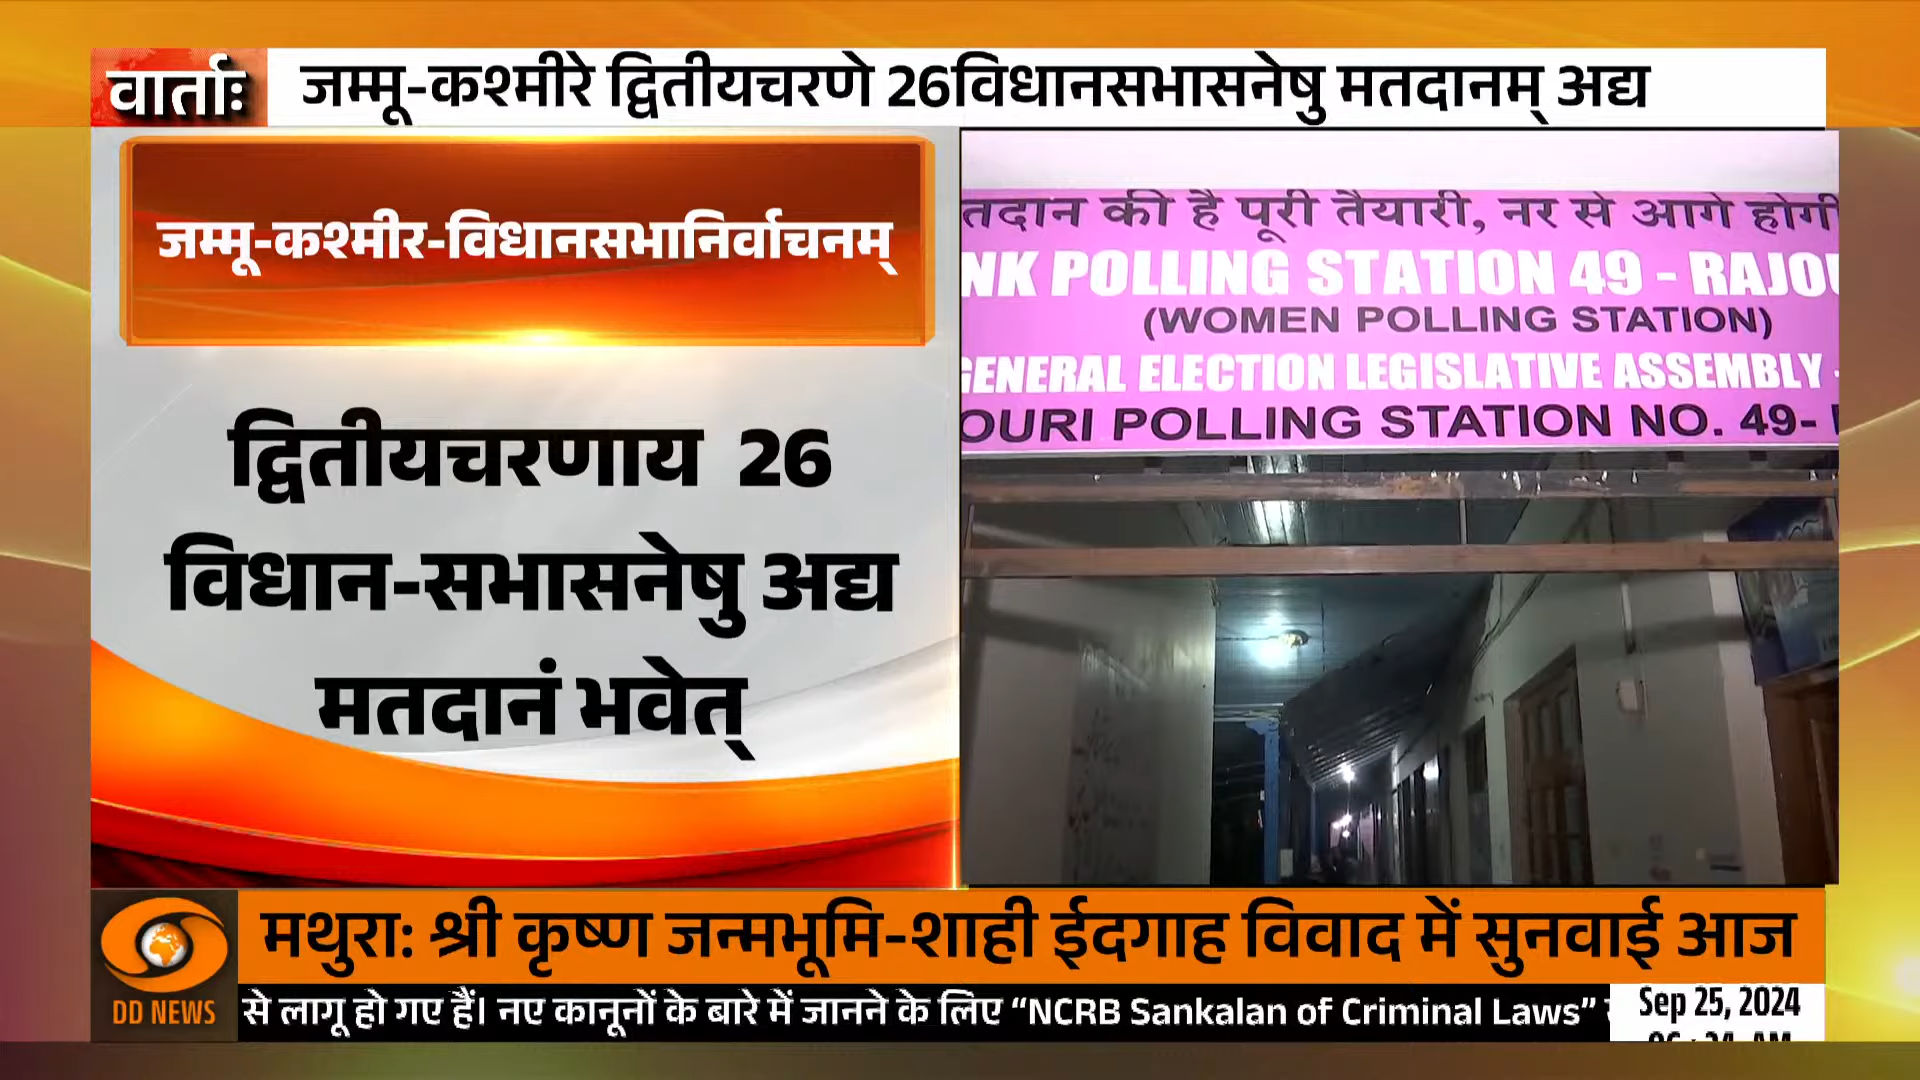 वार्ताः
जम्मू-कश्मीरे द्वितीयचरणे 26विधानसभासनेषु मतदानम् अद्य
जम्मू-कश्मीर-विधानसभानिर्वाचनम्
द्वितीयचरणाय 26
विधान-सभासनेषु अद्य
मतदानं भवेत्
तदान की है पूरी तैयारी, नर से आगे होगी
NK POLLING STATION 49 - RAJOU
(WOMEN POLLING STATION)
GENERAL ELECTION LEGISLATIVE ASSEMBLY -
OURI POLLING STATION NO. 49-
मथुरा: श्री कृष्ण जन्मभूमि-शाही ईदगाह विवाद में सुनवाई आज
DD NEWS
से लागू हो गए हैं। नए कानूनों के बारे में जानने के लिए “NCRB Sankalan of Criminal Laws”
Sep 25, 2024